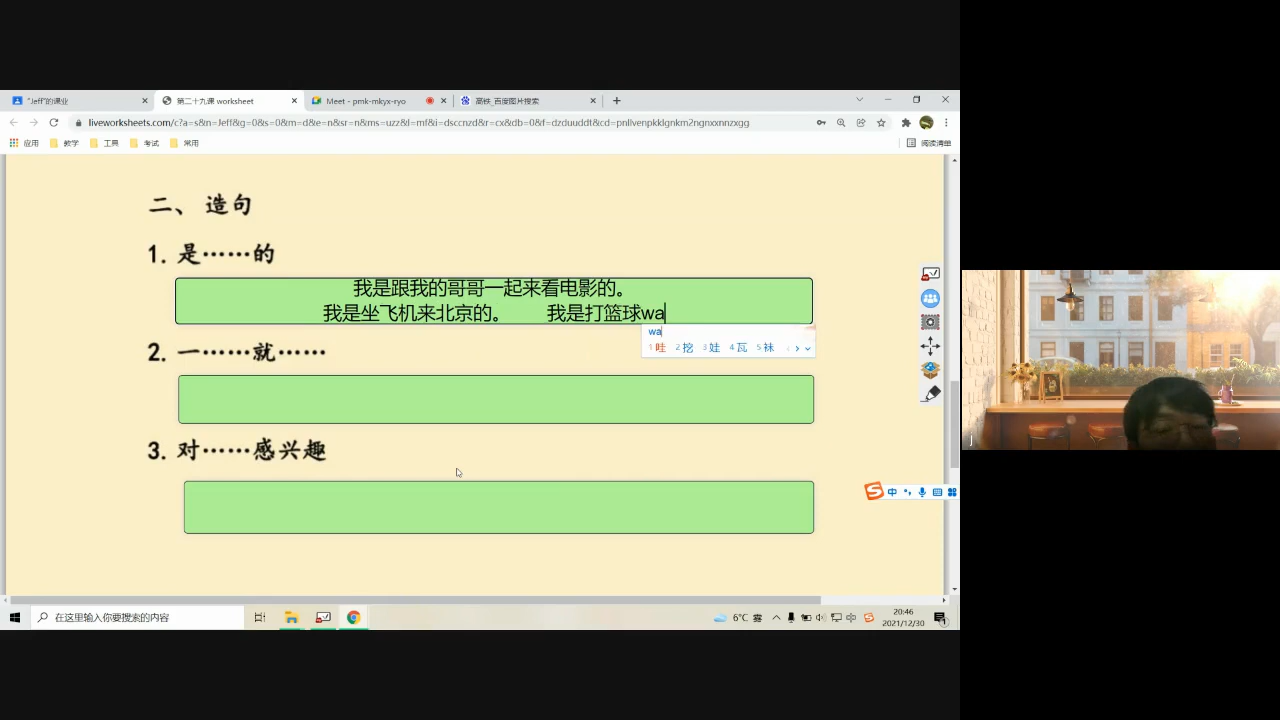 "Jeff"的课业
第二十九课 worksheet
Meet - pmk-mkyx-ryo
高铁_百度图片搜索
liveworksheets.com/c?a=s&n=Jeff&g=0&s=0&m=d&e=n&sr=n&ms=uzz&l=mf&i=dsccnzd&r=cx&db=0&f=dzduuddt&cd=pnllvenpkklgnkm2ngnxxnnzxgg
应用 教学 工具 考试 常用 阅读清单
二、 造句
1. 是……的
我是跟我的哥哥一起来看电影的。
我是坐飞机来北京的。 我是打篮球wa
wa
1 哇 2 挖 3 娃 4 瓦 5 袜
2. 一……就……
3. 对……感兴趣
中
j
在这里输入你要搜索的内容
6°C 雾 中 20:46
2021/12/30